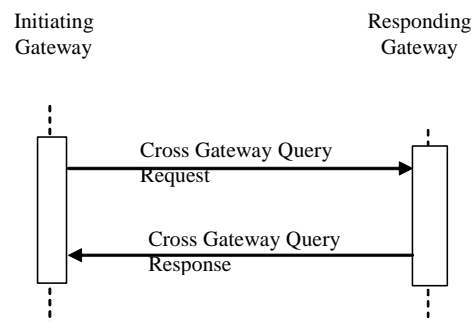 Initiating
Gateway
Responding
Gateway
Cross Gateway Query
Request
Cross Gateway Query
Response